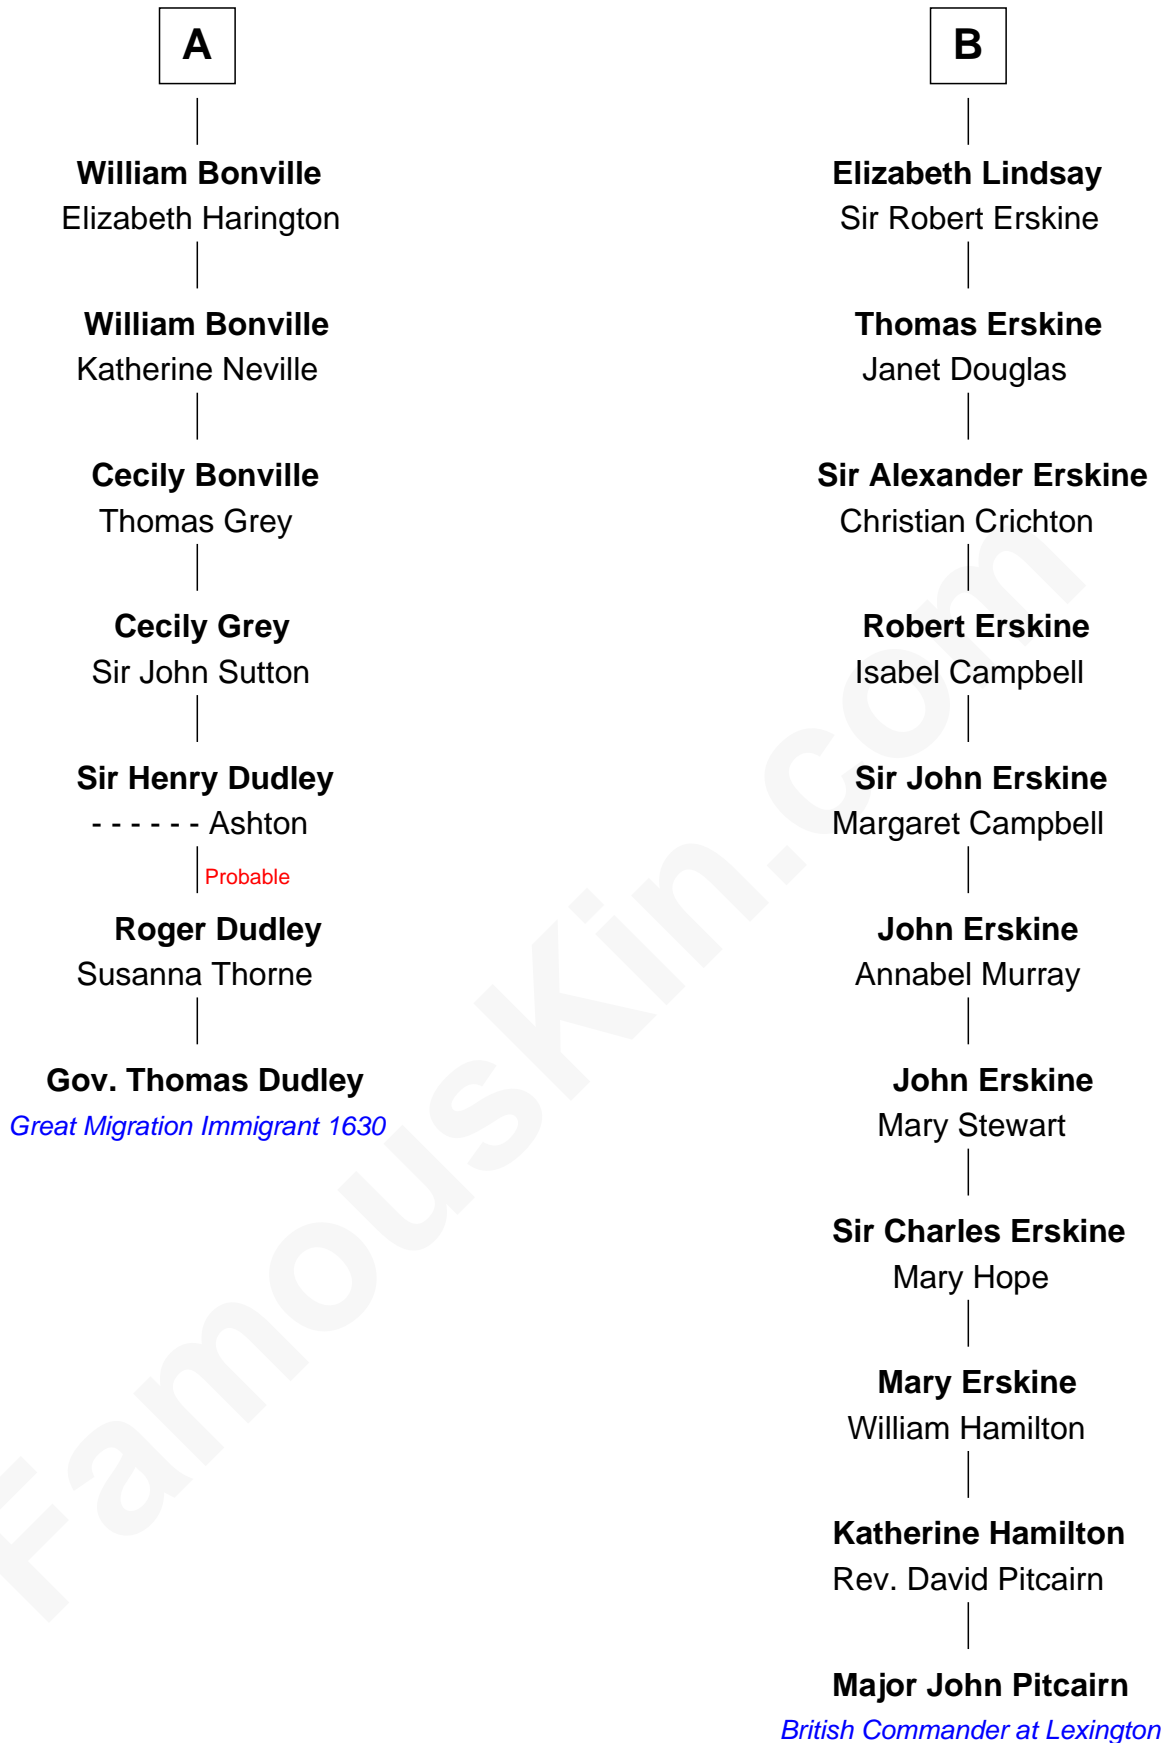 A
William Bonville
Elizabeth Harington
William Bonville
Katherine Neville
Cecily Bonville
Thomas Grey
Cecily Grey
Sir John Sutton
Sir Henry Dudley
- - - - - - Ashton
Probable
Roger Dudley
Susanna Thorne
Gov. Thomas Dudley
Great Migration Immigrant 1630
B
Elizabeth Lindsay
Sir Robert Erskine
Thomas Erskine
Janet Douglas
Sir Alexander Erskine
Christian Crichton
Robert Erskine
Isabel Campbell
Sir John Erskine
Margaret Campbell
John Erskine
Annabel Murray
John Erskine
Mary Stewart
Sir Charles Erskine
Mary Hope
Mary Erskine
William Hamilton
Katherine Hamilton
Rev. David Pitcairn
Major John Pitcairn
British Commander at Lexington
FamousKin.com